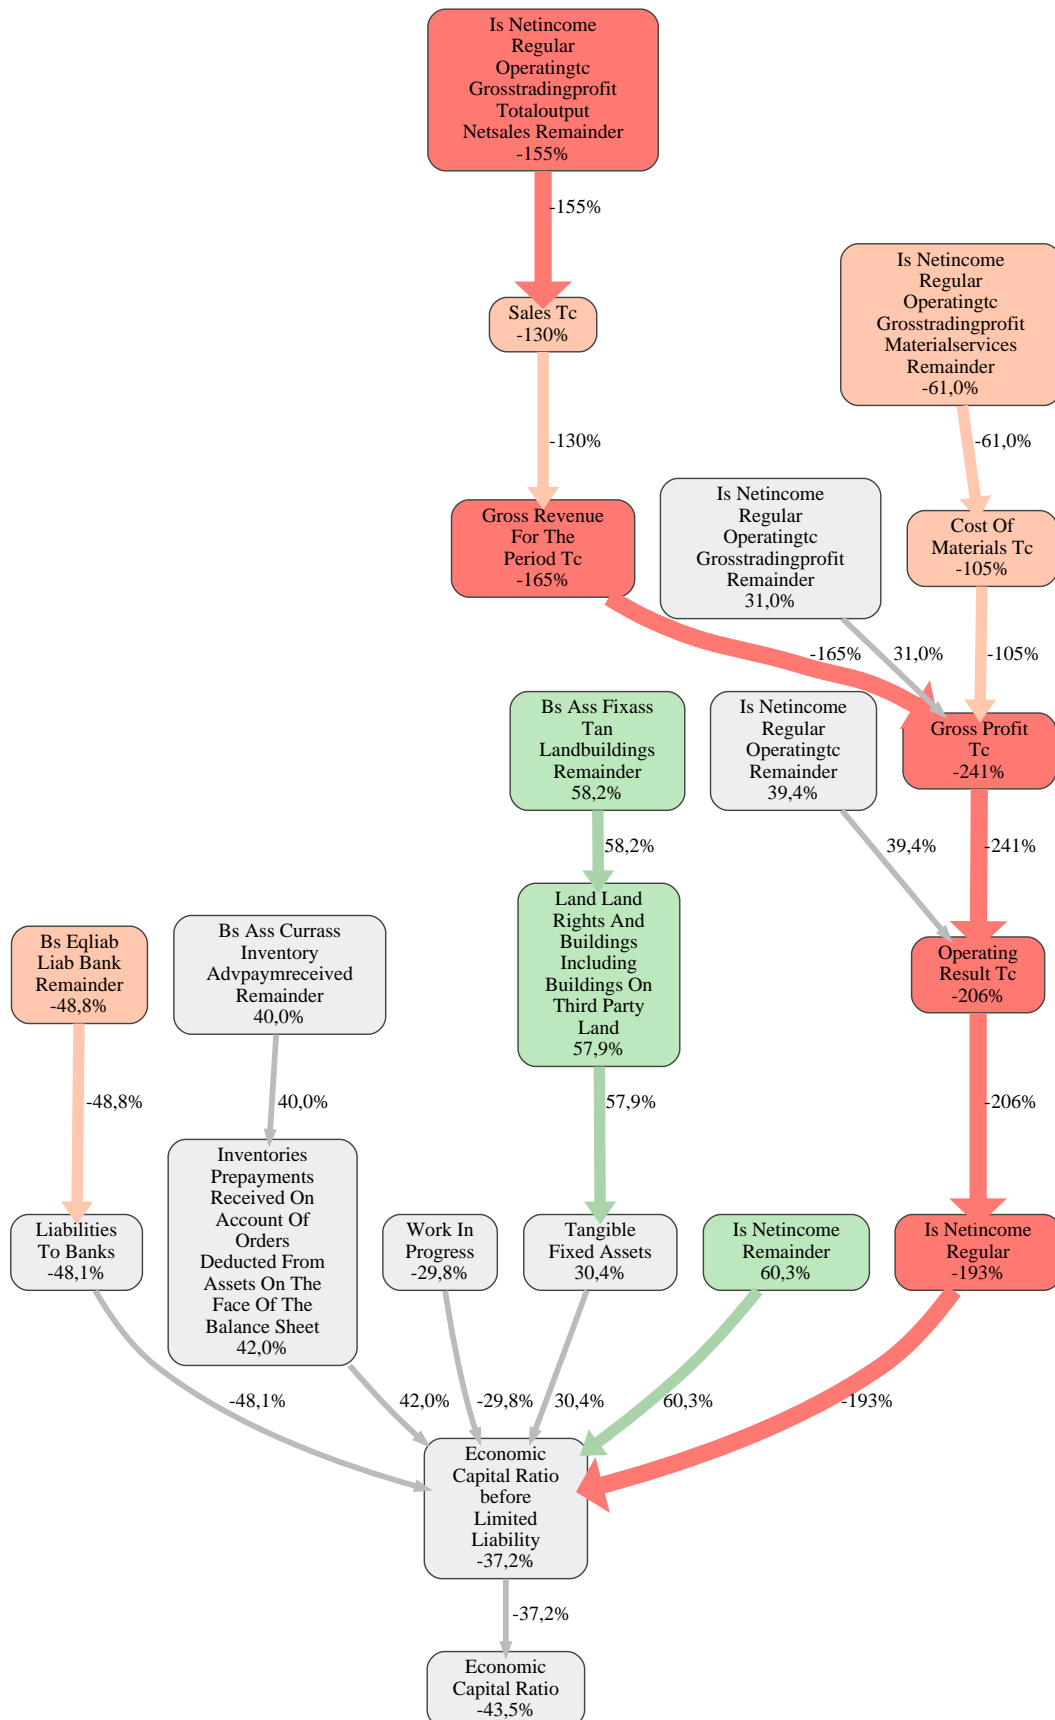 Is Netincome
Regular
Operatingtc
Grosstradingprofit
Totaloutput
Netsales Remainder
-155%
-155%
Is Netincome
Regular
Operatingtc
Grosstradingprofit
Materialservices
Remainder
-61,0%
Sales Tc
-130%
-130%
-61,0%
Gross Revenue
For The
Period Tc
-165%
Is Netincome
Regular
Operatingtc
Grosstradingprofit
Remainder
31,0%
Cost Of
Materials Tc
-105%
-165%
31,0%
-105%
Bs Ass Fixass
Tan
Landbuildings
Remainder
58,2%
Is Netincome
Regular
Operatingtc
Remainder
39,4%
Gross Profit
Tc
-241%
58,2%
39,4%
-241%
Bs Eqliab
Liab Bank
Remainder
-48,8%
Bs Ass Currass
Inventory
Advpaymreceived
Remainder
40,0%
Land Land
Rights And
Buildings
Including
Buildings On
Third Party
Land
57,9%
Operating
Result Tc
-206%
-48,8%
40,0%
57,9%
-206%
Liabilities
To Banks
-48,1%
Inventories
Prepayments
Received On
Account Of
Orders
Deducted From
Assets On The
Face Of The
Balance Sheet
42,0%
Work In
Progress
-29,8%
Tangible
Fixed Assets
30,4%
Is Netincome
Remainder
60,3%
Is Netincome
Regular
-193%
-48,1%
42,0%
-29,8%
30,4%
60,3%
-193%
Economic
Capital Ratio
before
Limited
Liability
-37,2%
-37,2%
Economic
Capital Ratio
-43,5%